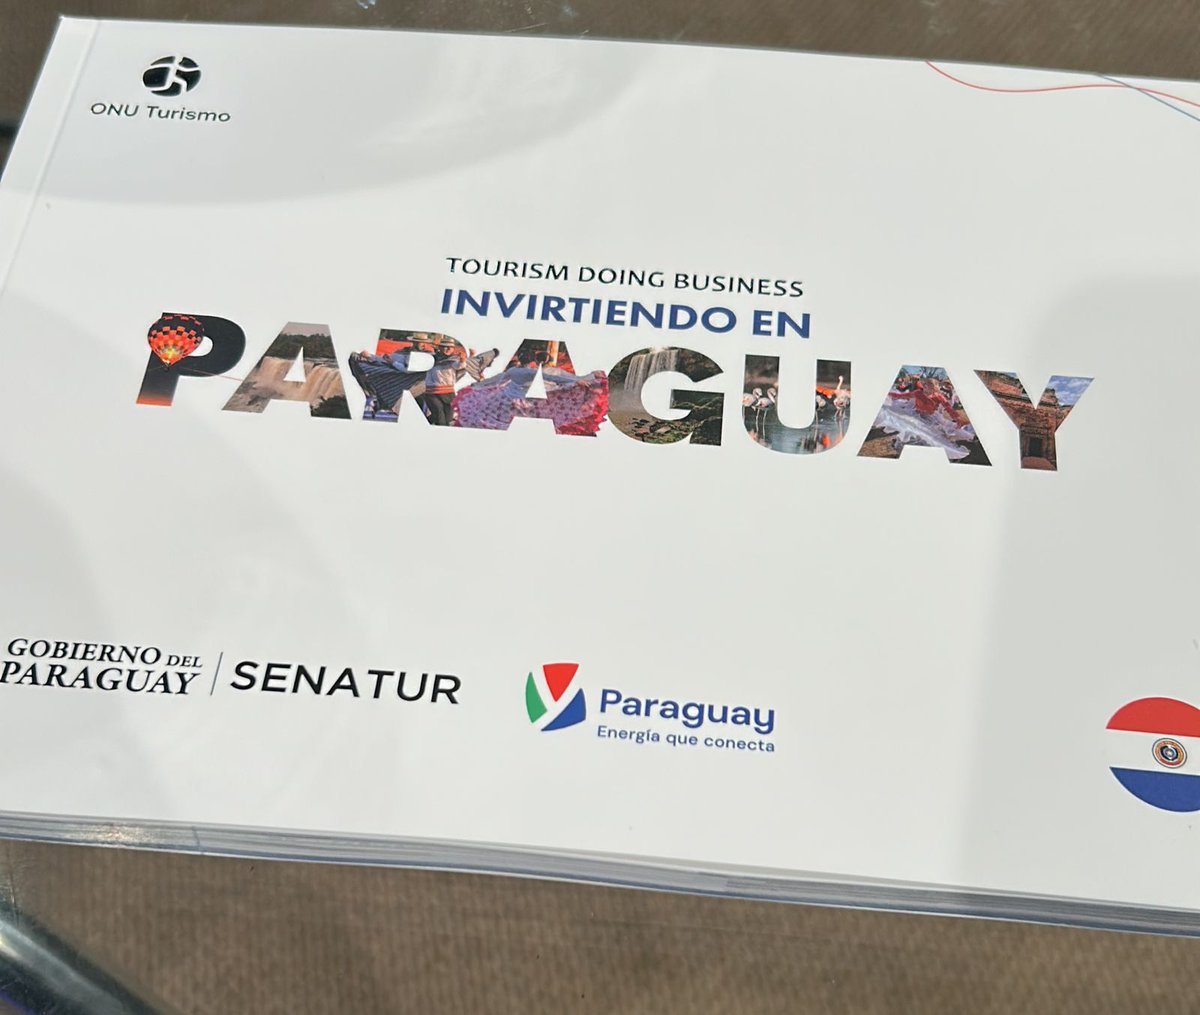 ONU Turismo
TOURISM DOING BUSINESS
INVIRTIENDO EN
PARAGUAY
GOBIERNO DEL
PARAGUAY
SENATUR
Paraguay
Energía que conecta